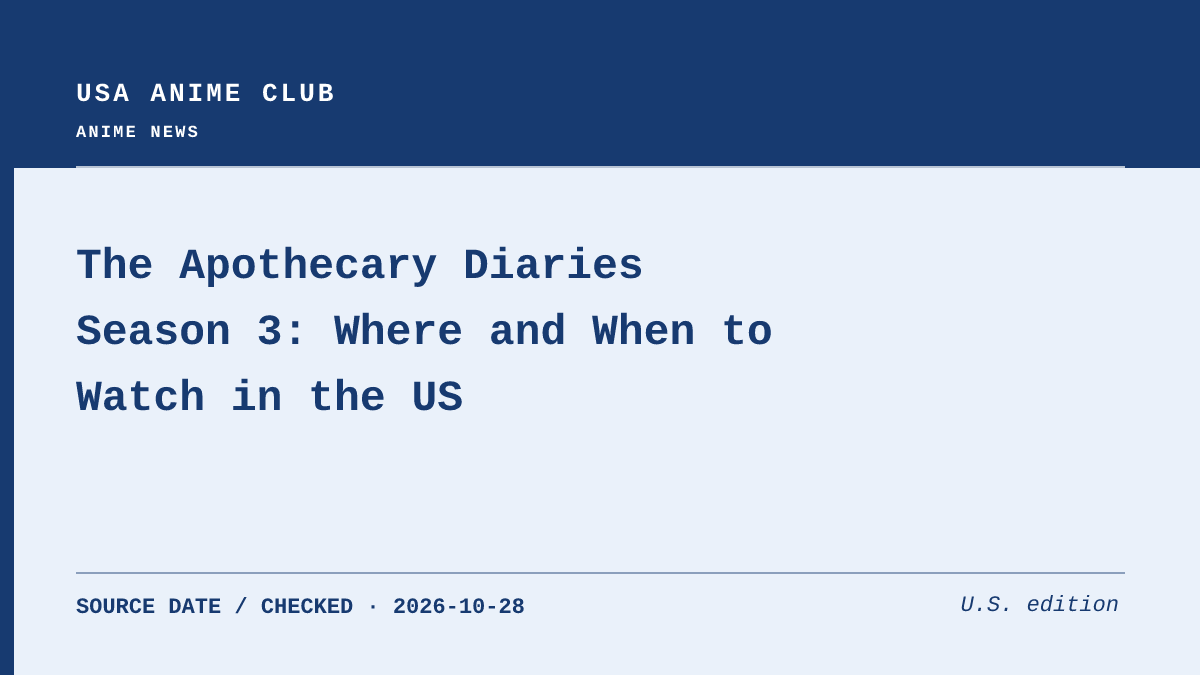 USA ANIME CLUB
ANIME NEWS
The Apothecary Diaries
Season 3: Where and When to
Watch in the US
SOURCE DATE / CHECKED · 2026-10-28
U.S. edition